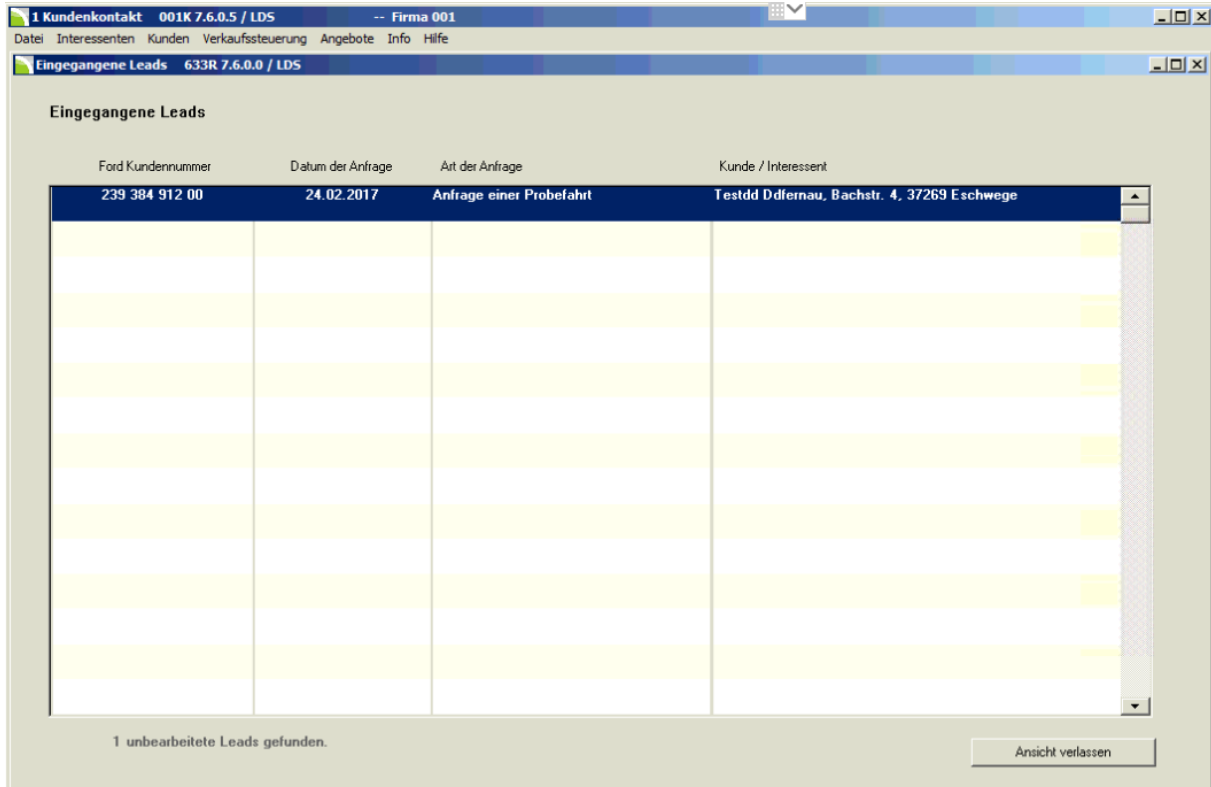 1 Kundenkontakt 001K 7.6.0.5 / LDS -- Firma 001
Datei Interessenten Kunden Verkaufssteuerung Angebote Info Hilfe
Eingegangene Leads 633R 7.6.0.0 / LDS
Eingegangene Leads
Ford Kundennummer Datum der Anfrage Art der Anfrage Kunde / Interessent
239 384 912 00 24.02.2017 Anfrage einer Probefahrt Testdd Ddfernau, Bachstr. 4, 37269 Eschwege
1 unbearbeitete Leads gefunden.
Ansicht verlassen